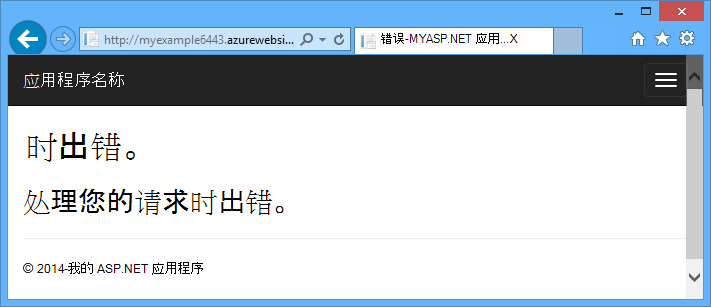 http://myexample6443.azurewebsi...
错误-MYASP.NET 应用...X
应用程序名称
时出错。
处理您的请求时出错。
© 2014-我的 ASP.NET 应用程序